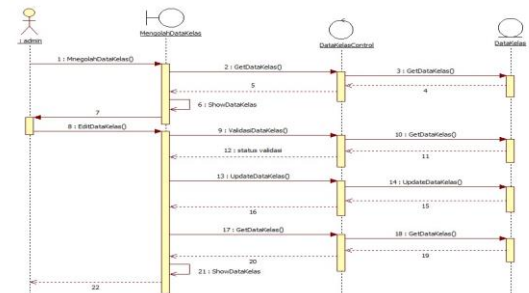 : admin
MengolahDataKelas
DataKelasControl
DataKelas
1 : MnegolahDataKelas()
2 : GetDataKelas()
3 : GetDataKelas()
4
5
6 : ShowDataKelas
7
8 : EditDataKelas()
9 : ValidasiDataKelas()
10 : GetDataKelas()
11
12 : status validasi
13 : UpdateDataKelas()
14 : UpdateDataKelas()
15
16
17 : GetDataKelas()
18 : GetDataKelas()
19
20
21 : ShowDataKelas
22